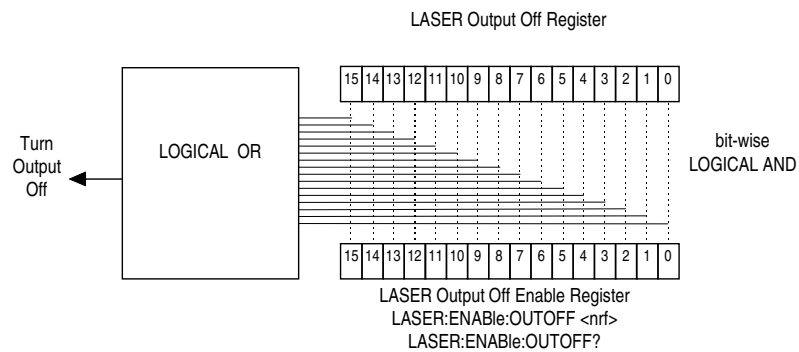 LASER Output Off Register
15 14 13 12 11 10 9 8 7 6 5 4 3 2 1 0
Turn
Output
Off
LOGICAL OR
bit-wise
LOGICAL AND
15 14 13 12 11 10 9 8 7 6 5 4 3 2 1 0
LASER Output Off Enable Register
LASER:ENABle:OUTOFF <nrf>
LASER:ENABle:OUTOFF?